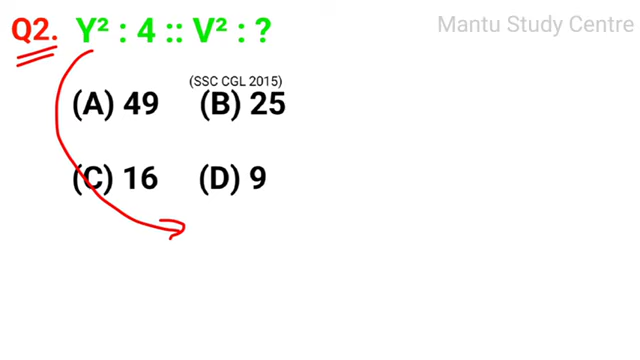 Mantu Study Centre
Q2. Y² : 4 :: V² : ?
(SSC CGL 2015)
(A) 49 (B) 25
(C) 16 (D) 9